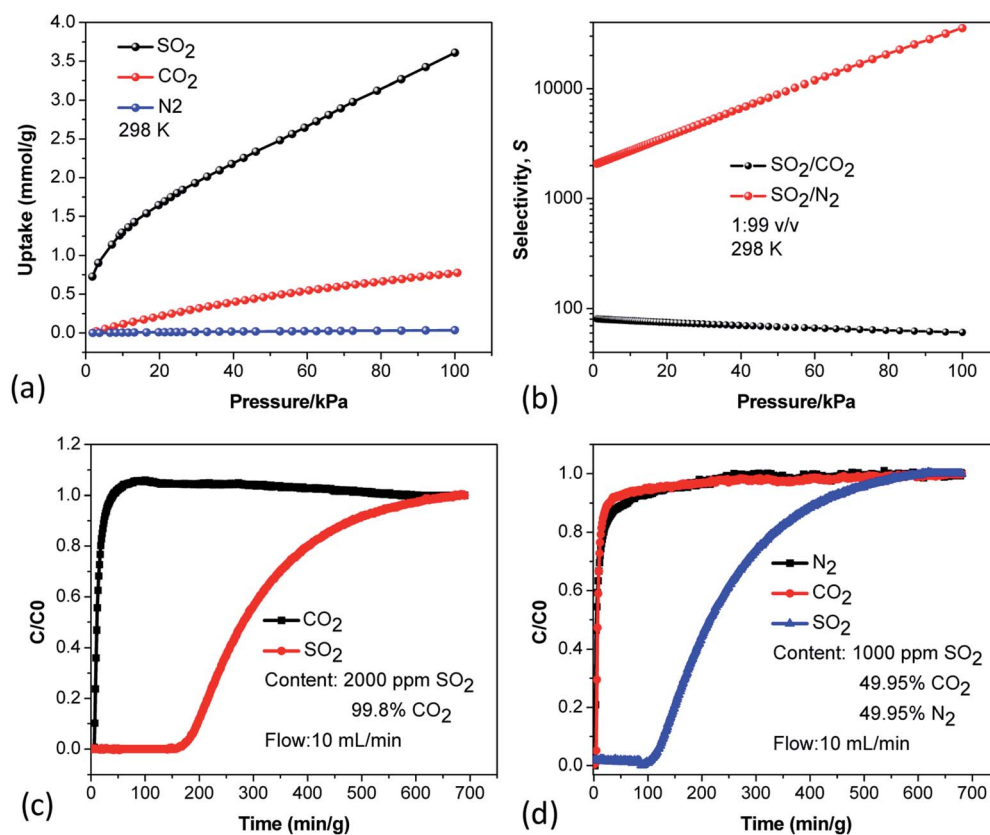 4.0
3.5
3.0
2.5
2.0
1.5
1.0
0.5
0.0
Uptake (mmol/g)
SO2
CO2
N2
298 K
0 20 40 60 80 100
Pressure/kPa
(a)
10000
1000
100
Selectivity, S
SO2/CO2
SO2/N2
1:99 v/v
298 K
0 20 40 60 80 100
Pressure/kPa
(b)
1.2
1.0
0.8
0.6
0.4
0.2
0.0
C/C0
CO2
SO2
Content: 2000 ppm SO2
99.8% CO2
Flow:10 mL/min
0 100 200 300 400 500 600 700
Time (min/g)
(c)
1.0
0.8
0.6
0.4
0.2
0.0
C/C0
N2
CO2
SO2
Content: 1000 ppm SO2
49.95% CO2
49.95% N2
Flow:10 mL/min
0 100 200 300 400 500 600 700
Time (min/g)
(d)